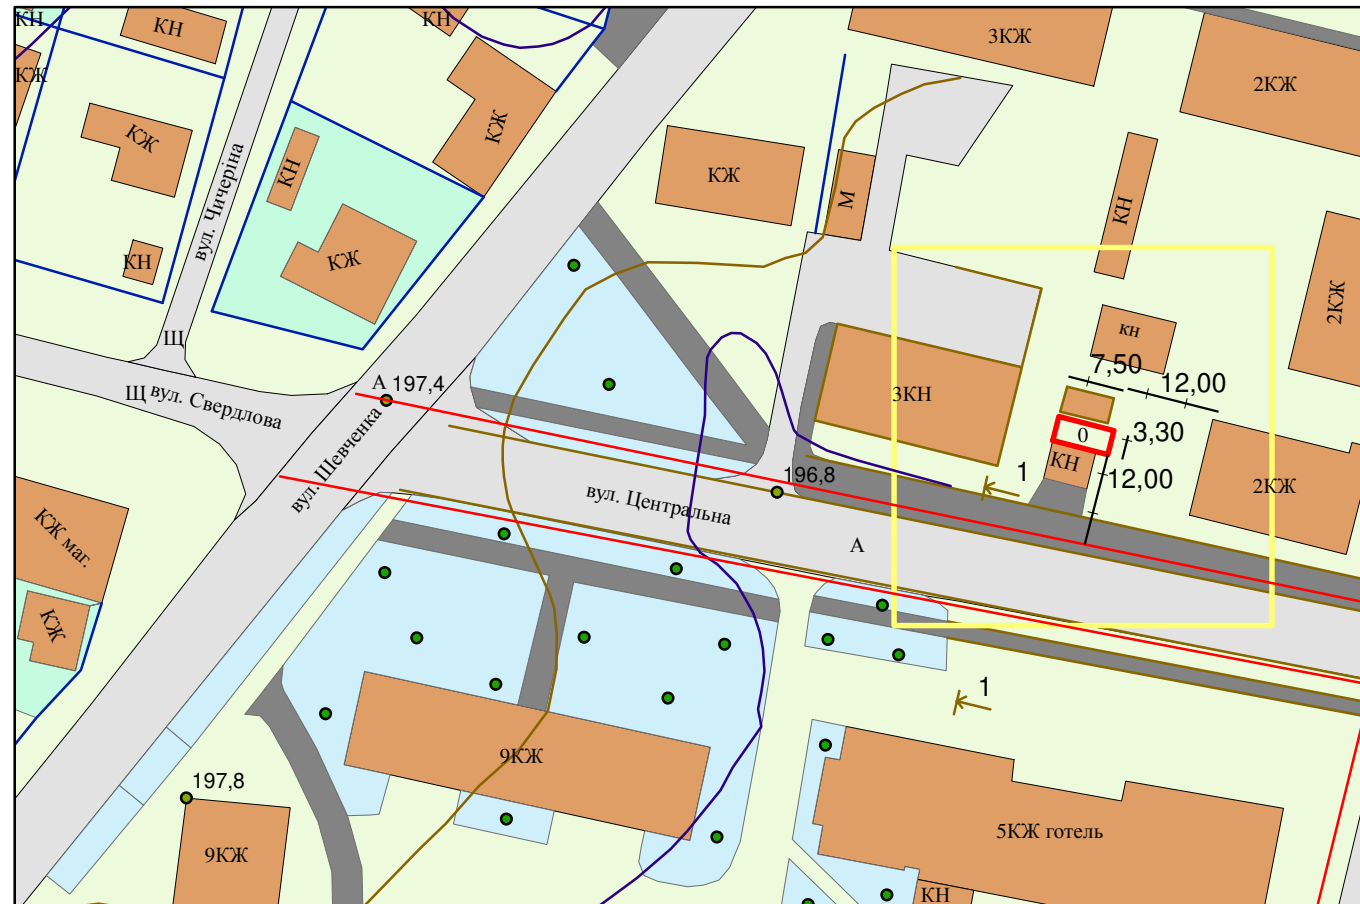 КН
КН
КН
3КЖ
КЖ
2КЖ
КЖ
КЖ
КН
КЖ
М
КН
вул. Чичеріна
КН
КЖ
2КЖ
кн
Щ
7,50
12,00
А 197,4
Щ вул. Свердлова
3КН
0
3,30
вул. Шевченка
КН
1
12,00
196,8
2КЖ
вул. Центральна
А
КЖ маг.
КЖ
1
9КЖ
197,8
5КЖ готель
9КЖ
КН